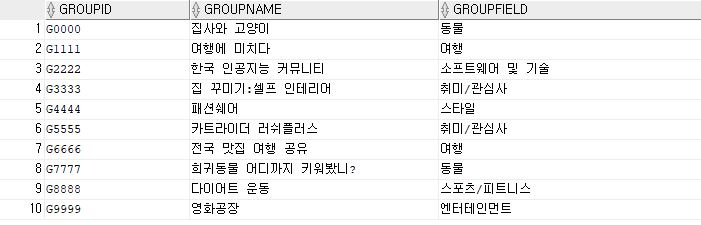 GROUPID GROUPNAME GROUPFIELD
1 G0000 집사와 고양이 동물
2 G1111 여행에 미치다 여행
3 G2222 한국 인공지능 커뮤니티 소프트웨어 및 기술
4 G3333 집 꾸미기:셀프 인테리어 취미/관심사
5 G4444 패션쉐어 스타일
6 G5555 카트라이더 러쉬플러스 취미/관심사
7 G6666 전국 맛집 여행 공유 여행
8 G7777 희귀동물 어디까지 키워봤니? 동물
9 G8888 다이어트 운동 스포츠/피트니스
10 G9999 영화공장 엔터테인먼트